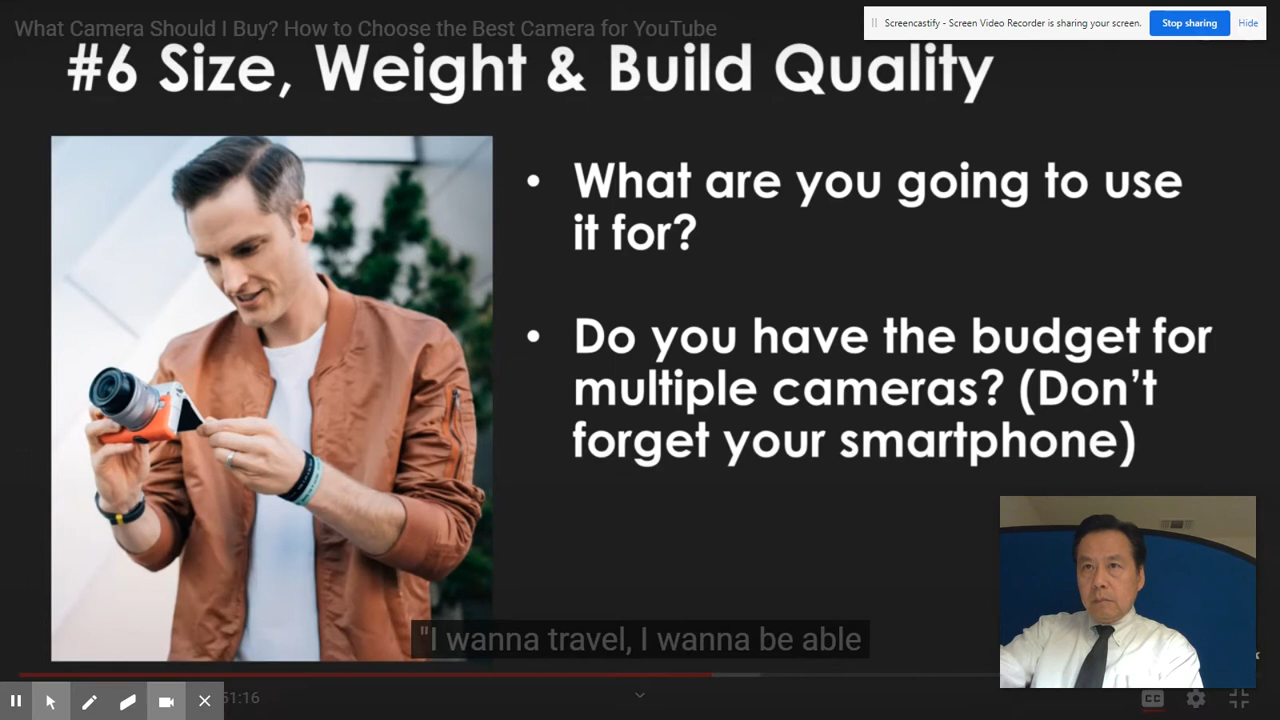 What Camera Should I Buy? How to Choose the Best Camera for YouTube
Screencastify - Screen Video Recorder is sharing your screen.
Stop sharing
Hide
#6 Size, Weight & Build Quality
• What are you going to use
it for?
• Do you have the budget for
multiple cameras? (Don't
forget your smartphone)
"I wanna travel, I wanna be able
51:16
CC